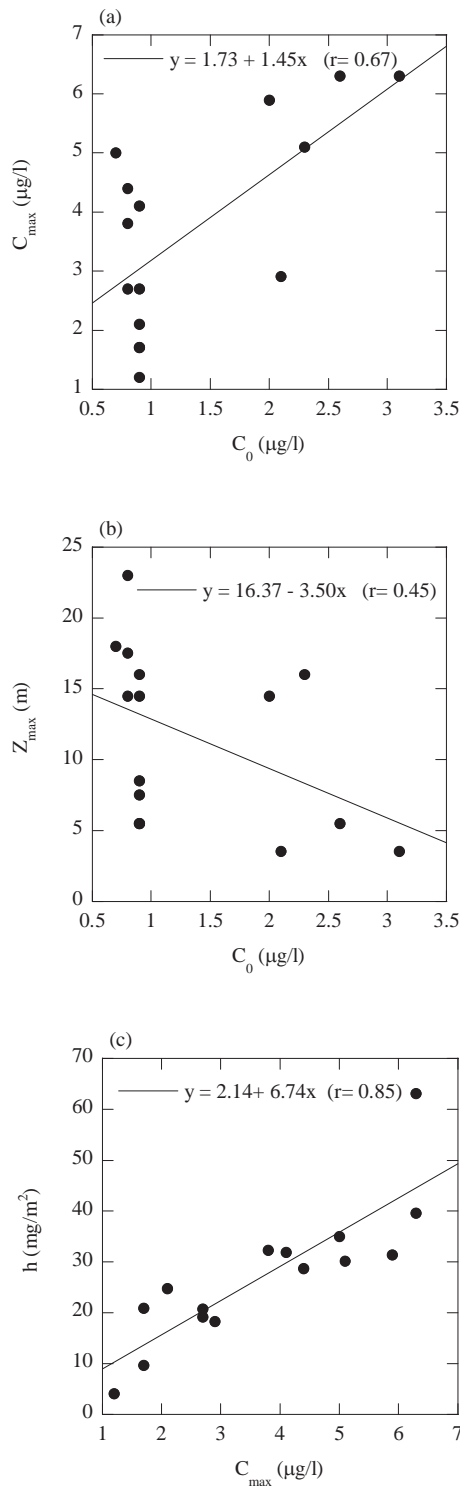 (a)
y = 1.73 + 1.45x (r= 0.67)
7
6
5
4
3
2
1
C_max (μg/l)
0.5 1 1.5 2 2.5 3 3.5
C_0 (μg/l)
(b)
y = 16.37 - 3.50x (r= 0.45)
25
20
15
10
5
0
Z_max (m)
0.5 1 1.5 2 2.5 3 3.5
C_0 (μg/l)
(c)
y = 2.14+ 6.74x (r= 0.85)
70
60
50
40
30
20
10
0
h (mg/m²)
1 2 3 4 5 6 7
C_max (μg/l)